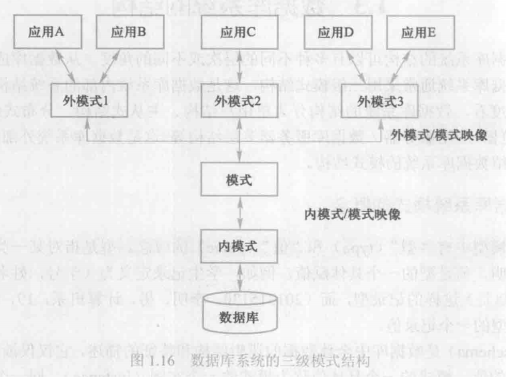 应用A 应用B 应用C 应用D 应用E
外模式1 外模式2 外模式3
外模式/模式映像
模式
内模式/模式映像
内模式
数据库
图 1.16 数据库系统的三级模式结构